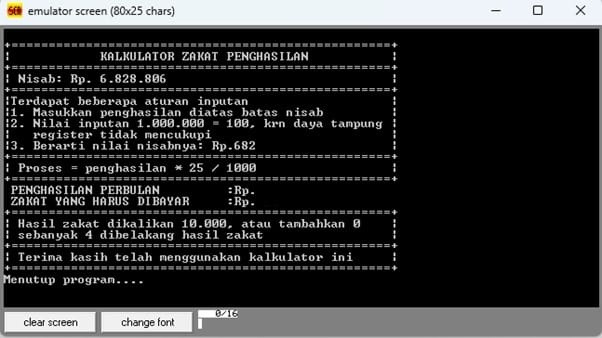 emulator screen (80x25 chars)
KALKULATOR ZAKAT PENGHASILAN
Nisab: Rp. 6.828.806
Terdapat beberapa aturan inputan
1. Masukkan penghasilan diatas batas nisab
2. Nilai inputan 1.000.000 = 100, krn daya tampung
register tidak mencukupi
3. Berarti nilai nisabnya: Rp.682
Proses = penghasilan * 25 / 1000
PENGHASILAN PERBULAN :Rp.
ZAKAT YANG HARUS DIBAYAR :Rp.
Hasil zakat dikalikan 10.000, atau tambahkan 0
sebanyak 4 dibelakang hasil zakat
Terima kasih telah menggunakan kalkulator ini
Menutup program....
clear screen
change font
0/16